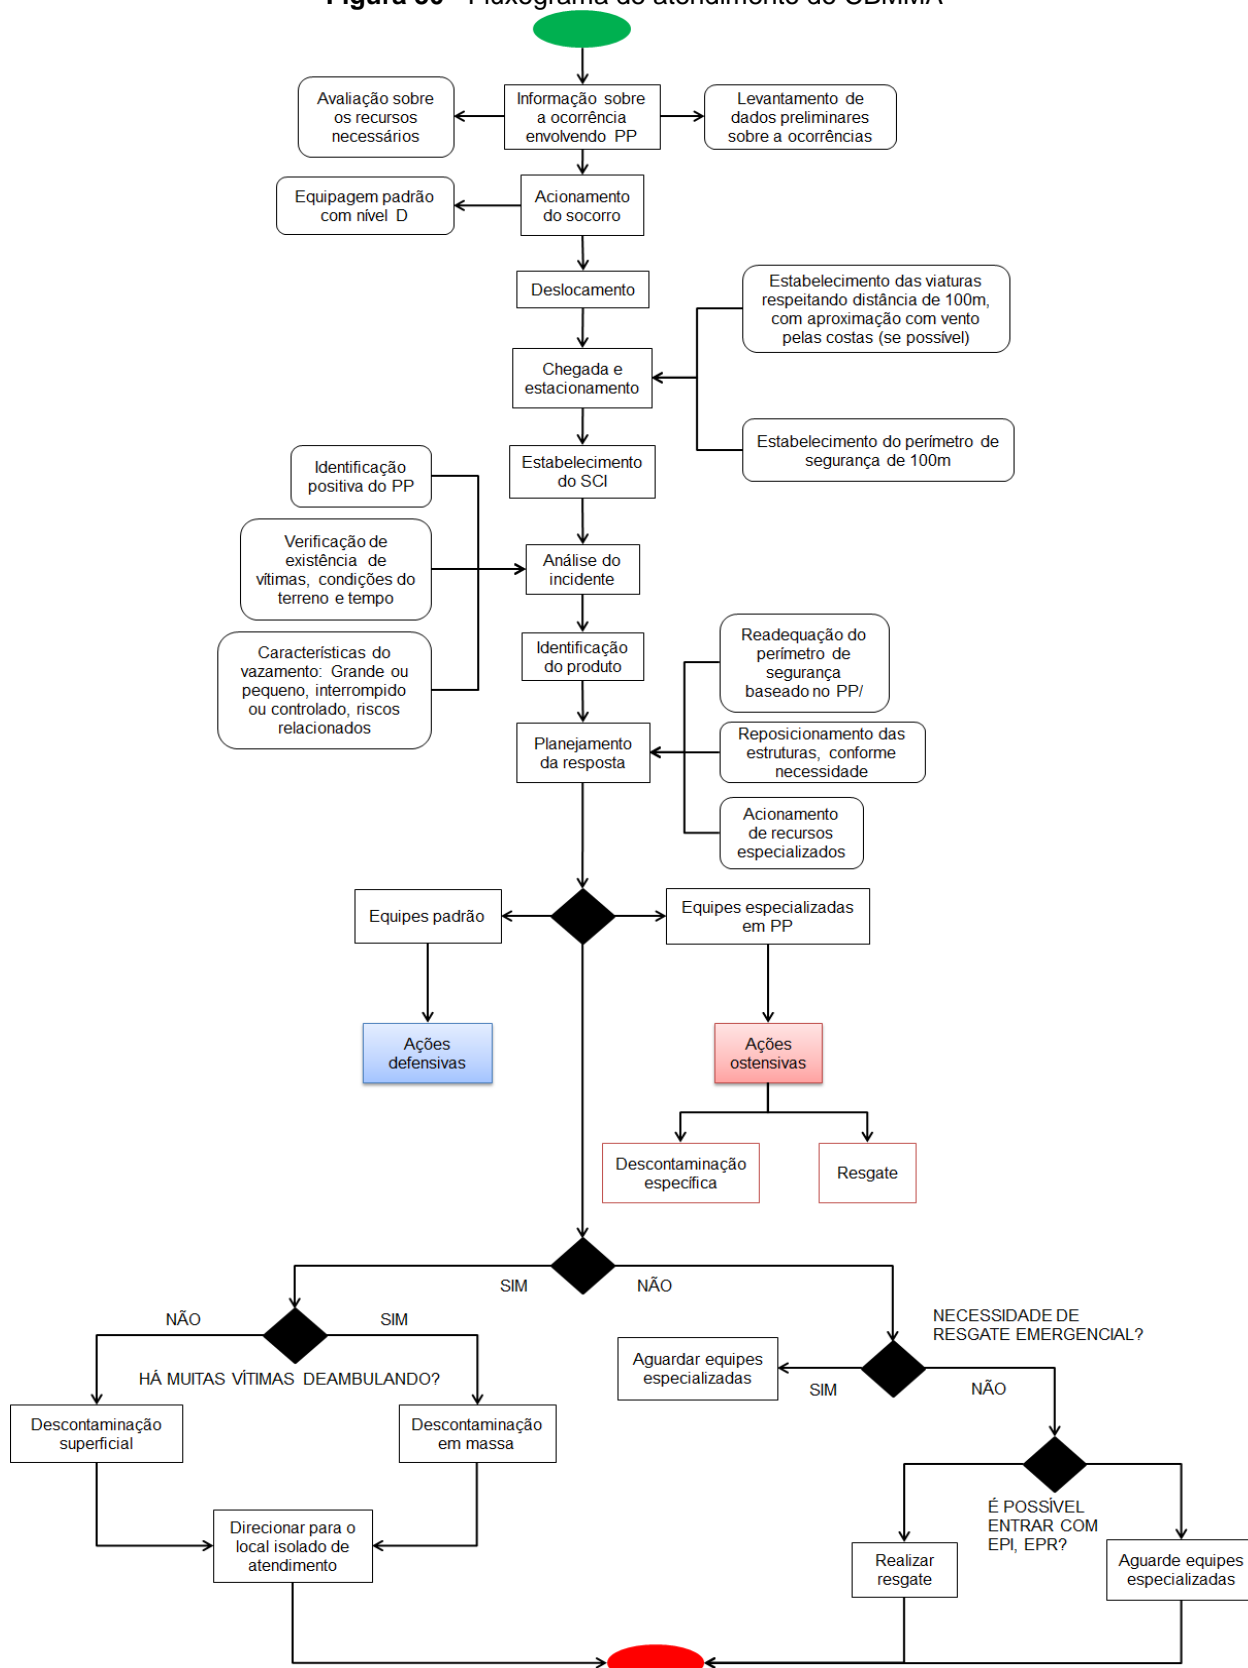 Figura 30 - Fluxograma de atendimento do CBMMA
Avaliação sobre
os recursos
necessários
Informação sobre
a ocorrência
envolvendo PP
Levantamento de
dados preliminares
sobre a ocorrências
Equipagem padrão
com nível D
Acionamento
do socorro
Deslocamento
Estabelecimento das viaturas
respeitando distância de 100m,
com aproximação com vento
pelas costas (se possível)
Chegada e
estacionamento
Estabelecimento do perímetro de
segurança de 100m
Identificação
positiva do PP
Estabelecimento
do SCI
Verificação de
existência de
vítimas, condições do
terreno e tempo
Análise do
incidente
Características do
vazamento: Grande ou
pequeno, interrompido
ou controlado, riscos
relacionados
Identificação
do produto
Readequação do
perímetro de
segurança
baseado no PP/
Planejamento
da resposta
Reposicionamento das
estruturas, conforme
necessidade
Acionamento
de recursos
especializados
Equipes padrão
Equipes especializadas
em PP
Ações
defensivas
Ações
ostensivas
Descontaminação
específica
Resgate
SIM
NÃO
NÃO
SIM
HÁ MUITAS VÍTIMAS DEAMBULANDO?
NECESSIDADE DE
RESGATE EMERGENCIAL?
Aguardar equipes
especializadas
SIM
NÃO
Descontaminação
superficial
Descontaminação
em massa
É POSSÍVEL
ENTRAR COM
EPI, EPR?
Direcionar para o
local isolado de
atendimento
Realizar
resgate
Aguarde equipes
especializadas